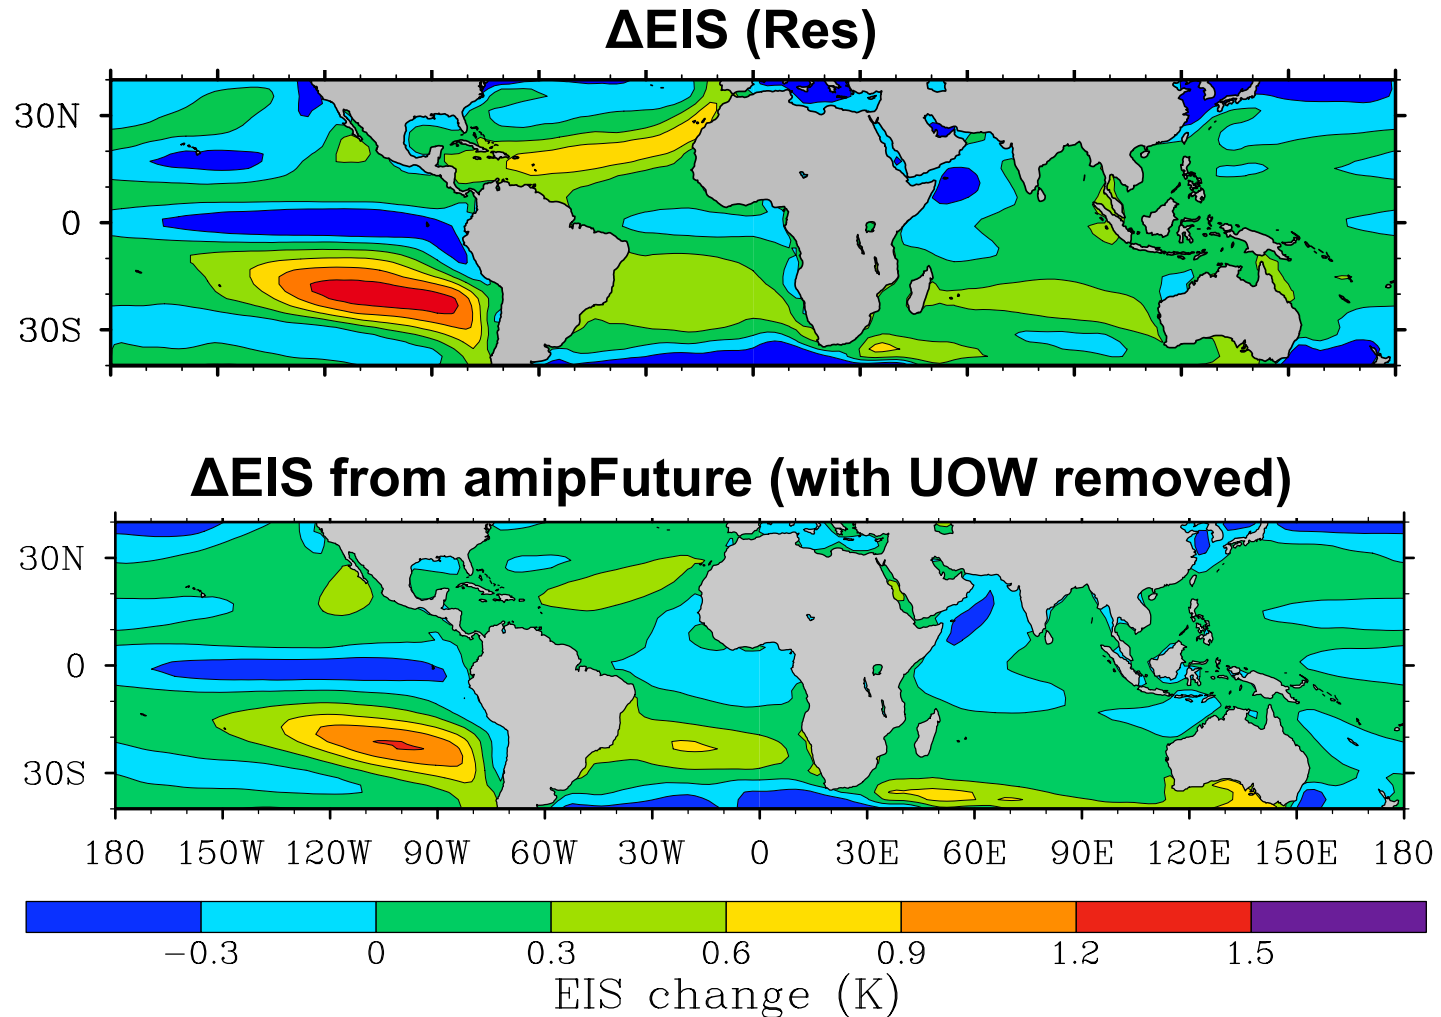 ΔEIS (Res)
30N
0
30S
ΔEIS from amipFuture (with UOW removed)
30N
0
30S
180 150W 120W 90W 60W 30W 0 30E 60E 90E 120E 150E 180
−0.3 0 0.3 0.6 0.9 1.2 1.5
EIS change (K)